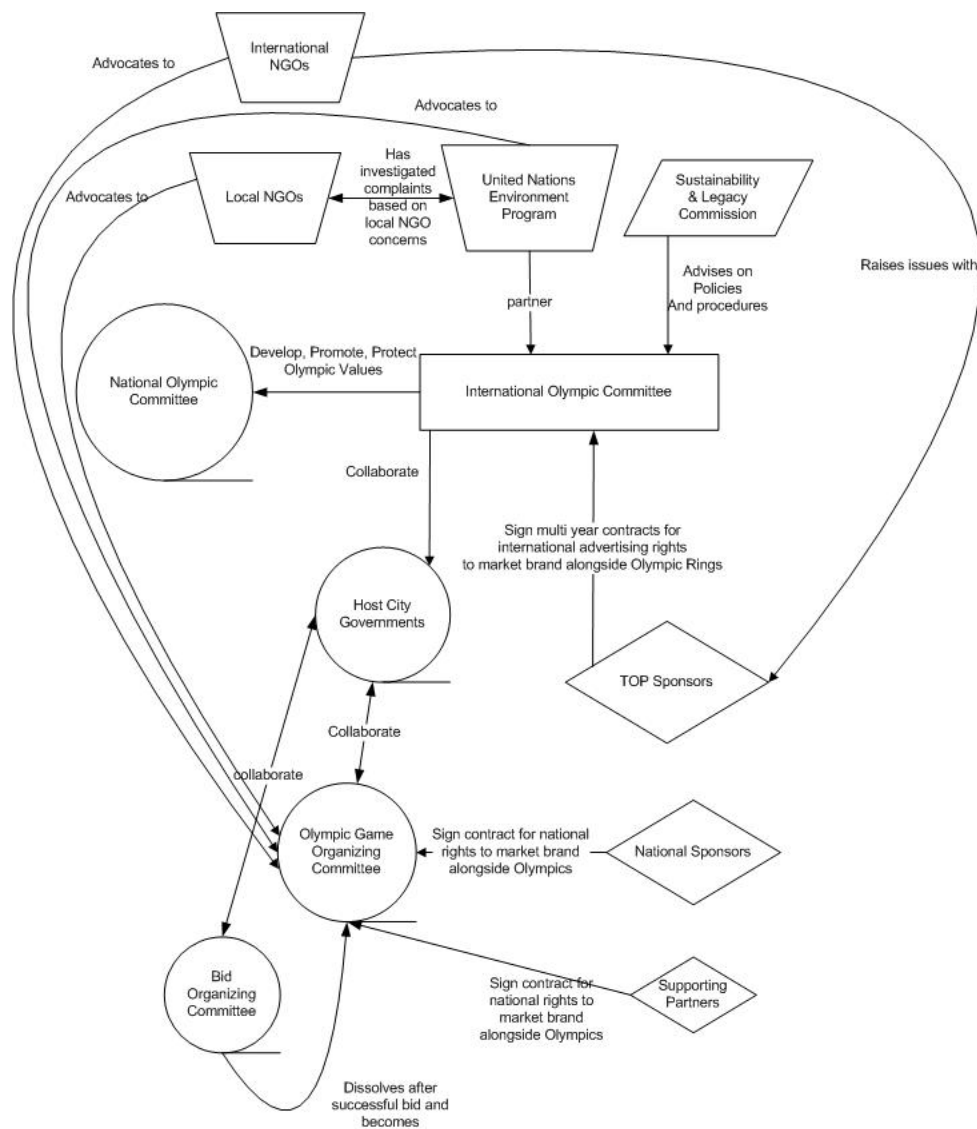 International
NGOs
Advocates to
Advocates to
Has
investigated
complaints
based on
local NGO
concerns
United Nations
Environment
Program
Sustainability
& Legacy
Commission
Advocates to
Local NGOs
Raises issues with
Advises on
Policies
And procedures
partner
Develop, Promote, Protect
Olympic Values
National Olympic
Committee
International Olympic Committee
Collaborate
Sign multi year contracts for
international advertising rights
to market brand alongside Olympic Rings
Host City
Governments
TOP Sponsors
Collaborate
collaborate
Olympic Game
Organizing
Committee
Sign contract for national
rights to market brand
alongside Olympics
National Sponsors
Bid
Organizing
Committee
Sign contract for
national rights to
market brand
alongside Olympics
Supporting
Partners
Dissolves after
successful bid and
becomes